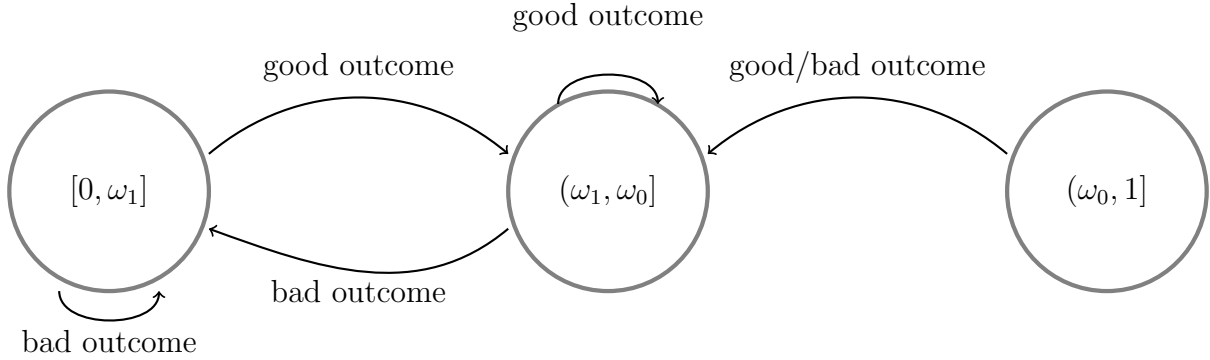 good outcome
good outcome
good/bad outcome
[0, ω₁]
(ω₁, ω₀]
(ω₀, 1]
bad outcome
bad outcome